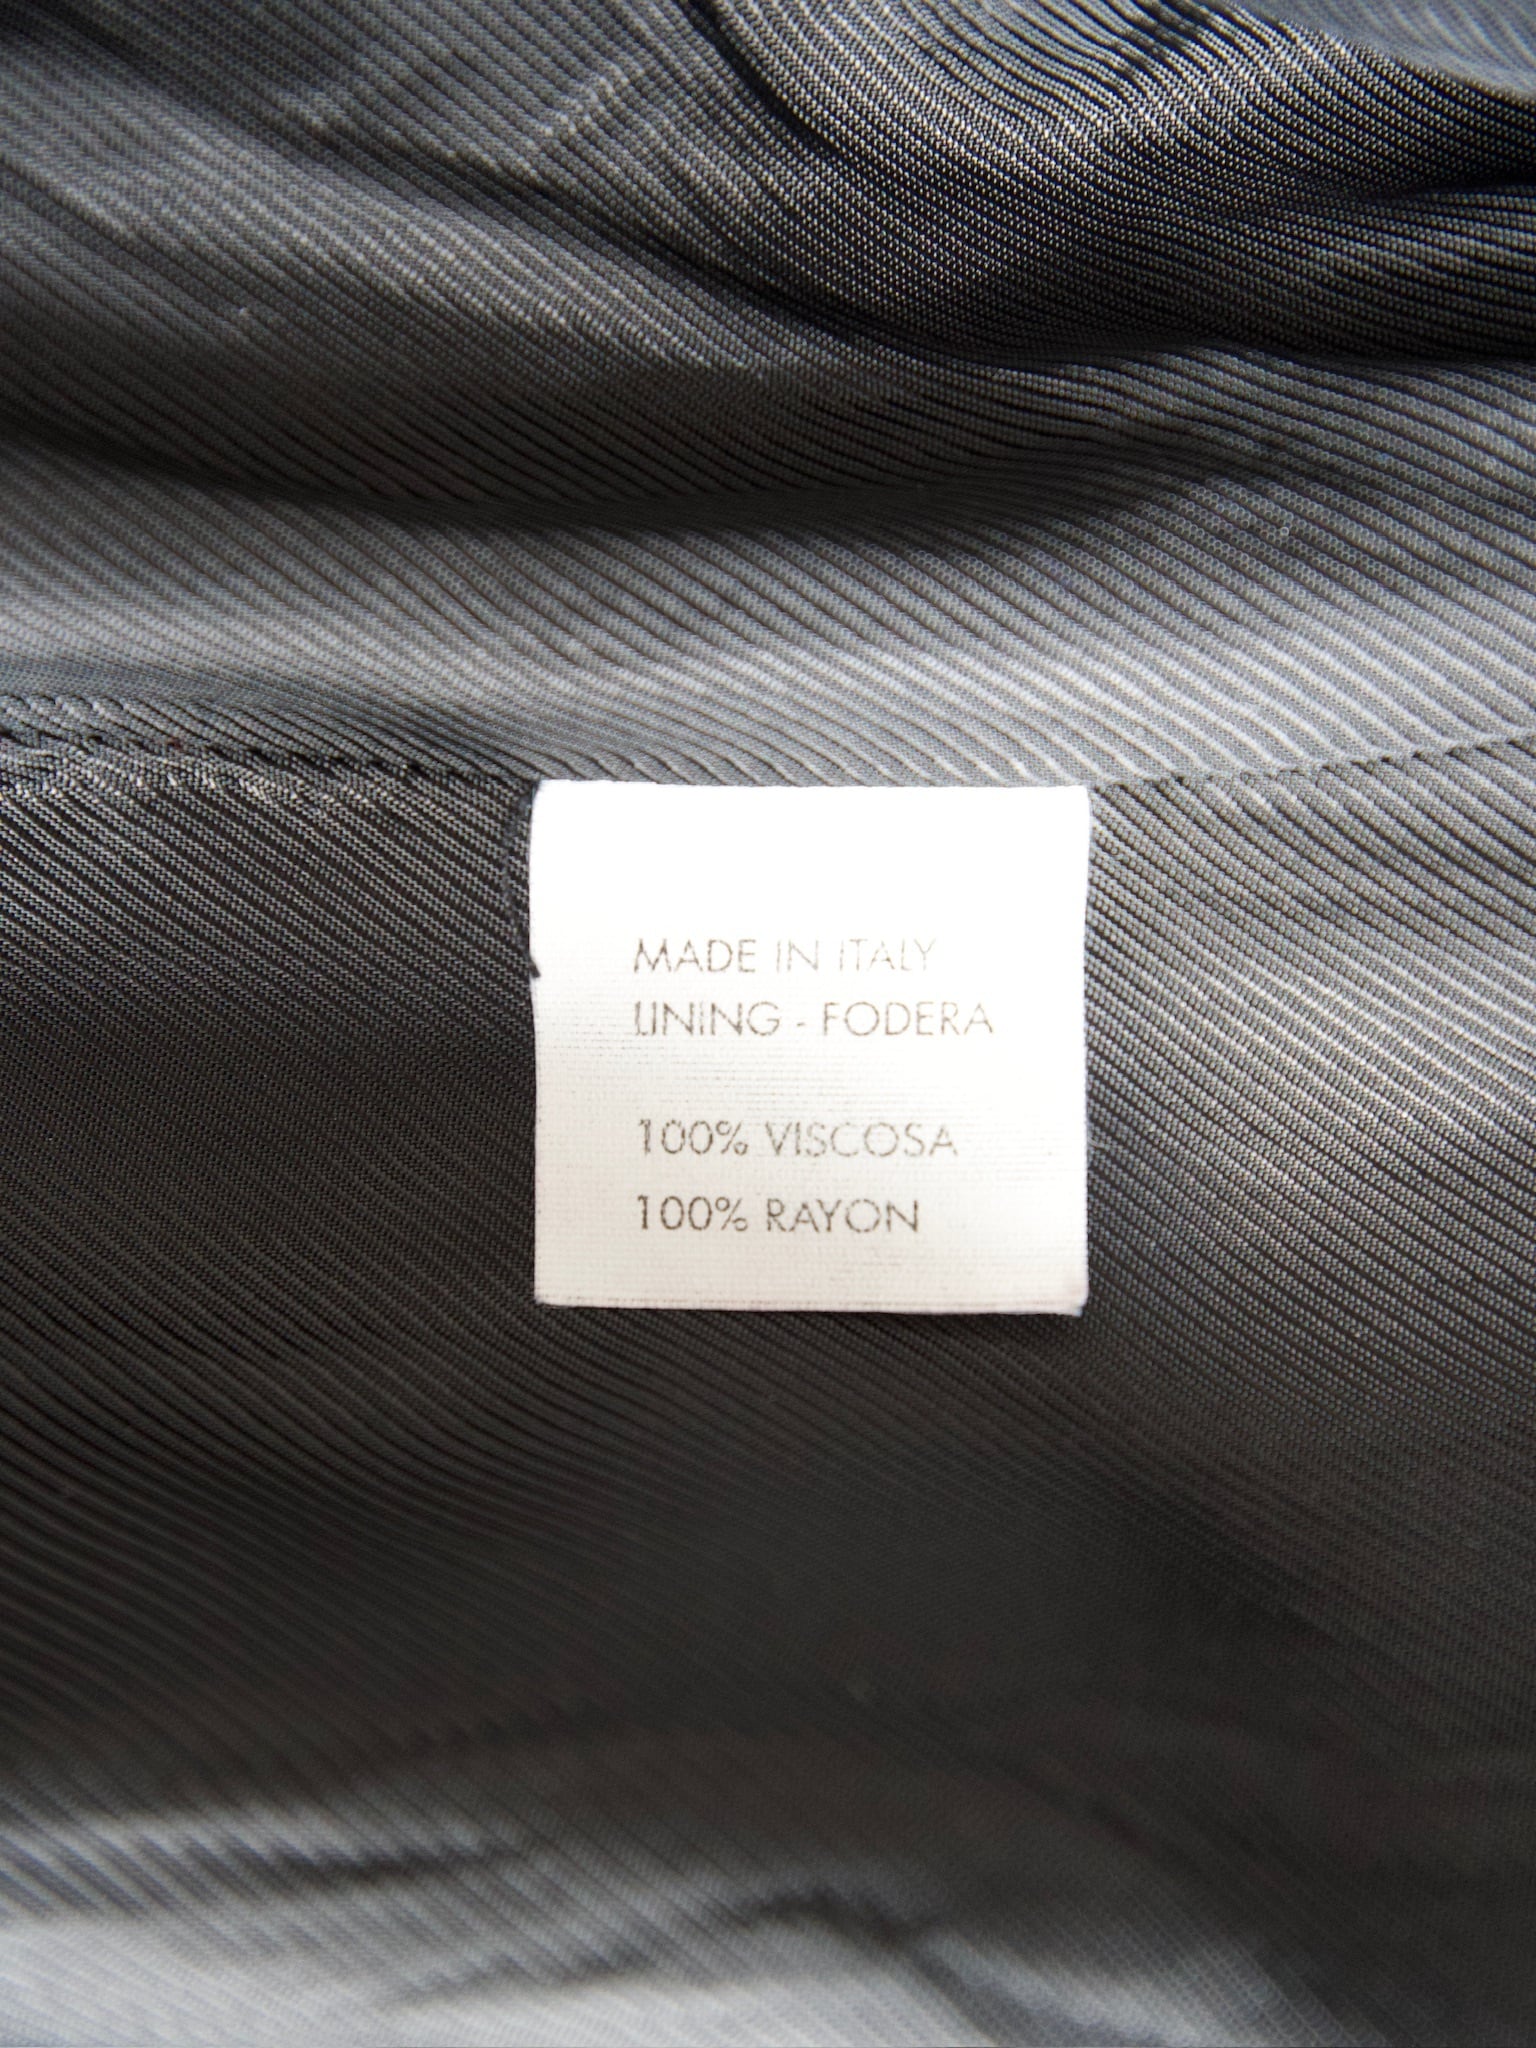 MADE IN ITALY
LINING - FODERA
100% VISCOSA
100% RAYON